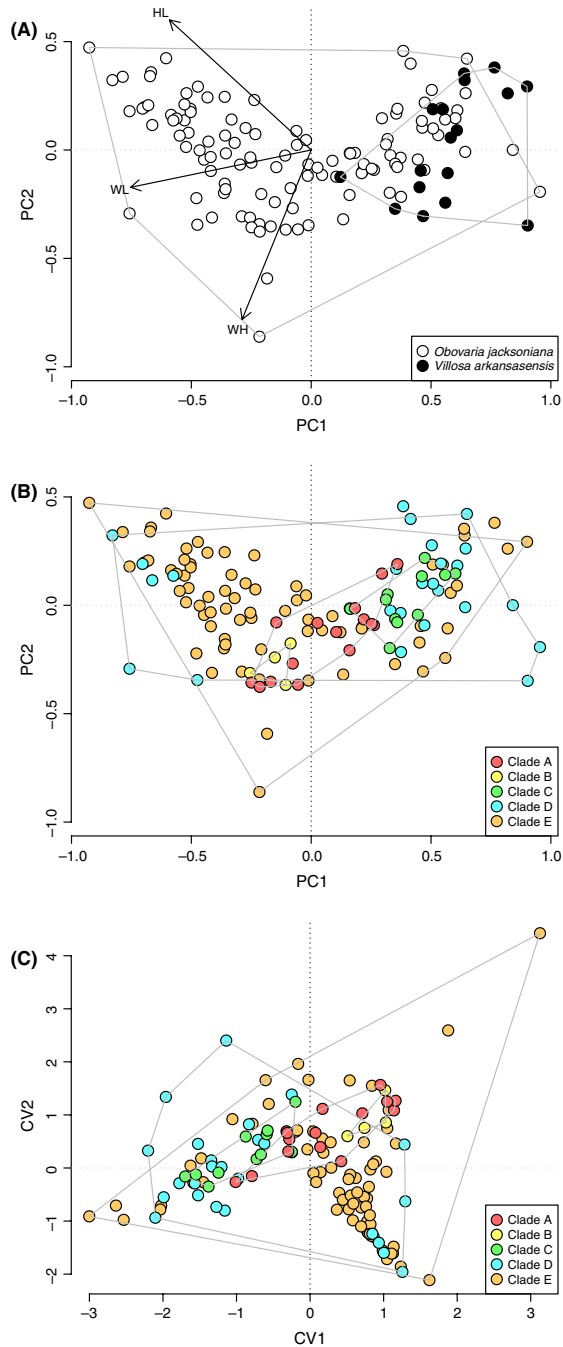 (A)
HL
WL
WH
0.5
0.0
−0.5
−1.0
PC2
−1.0
−0.5
0.0
0.5
1.0
PC1
Obovaria jacksoniana
Villosa arkansasensis
(B)
0.5
0.0
−0.5
−1.0
PC2
−1.0
−0.5
0.0
0.5
1.0
PC1
Clade A
Clade B
Clade C
Clade D
Clade E
(C)
4
3
2
1
0
−1
−2
CV2
−3
−2
−1
0
1
2
3
CV1
Clade A
Clade B
Clade C
Clade D
Clade E